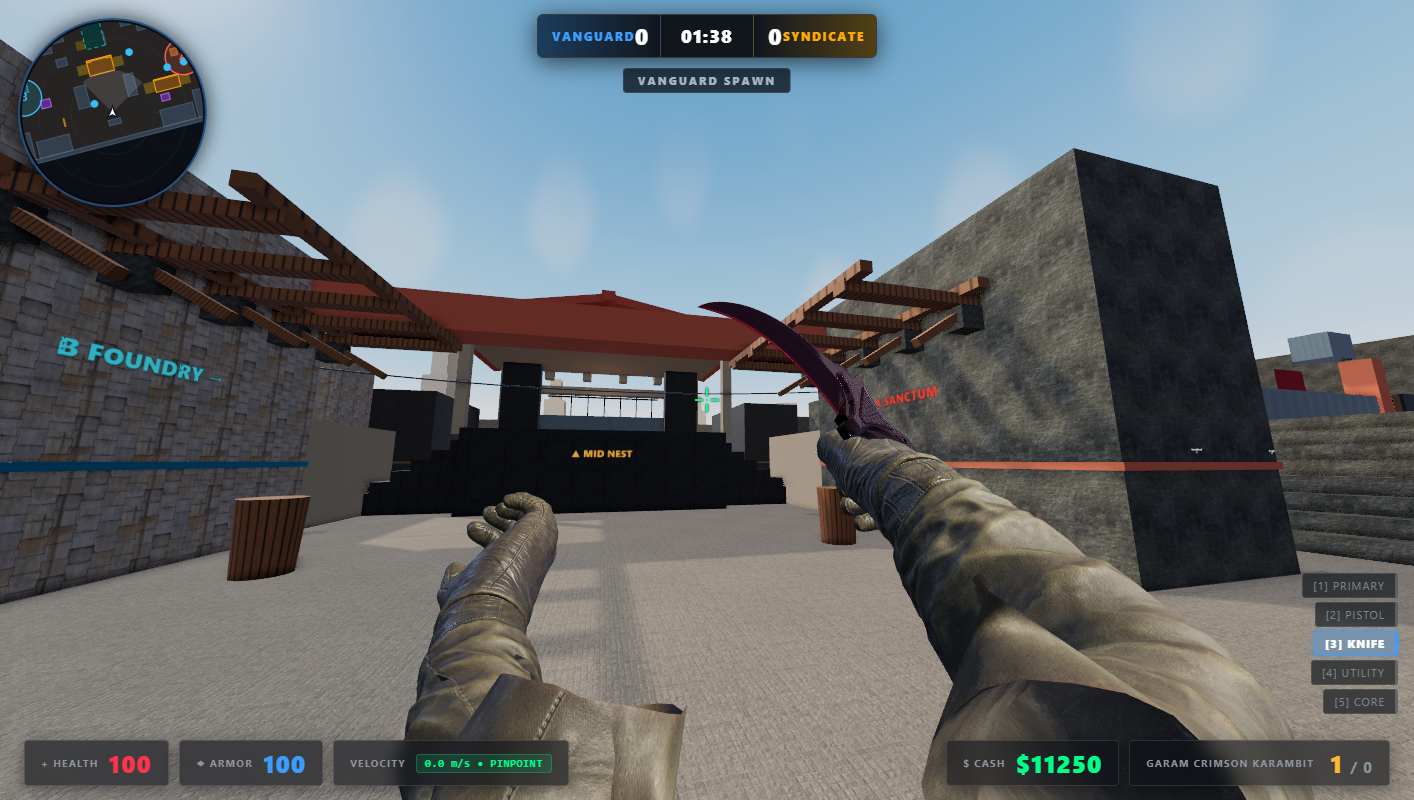 VANGUARD 0
01:38
0 SYNDICATE
VANGUARD SPAWN
B
B FOUNDRY —
SANCTUM
▲ MID NEST
[1] PRIMARY
[2] PISTOL
[3] KNIFE
[4] UTILITY
[5] CORE
+ HEALTH 100
ARMOR 100
VELOCITY 0.0 m/s • PINPOINT
$ CASH $11250
GARAM CRIMSON KARAMBIT 1 / 0